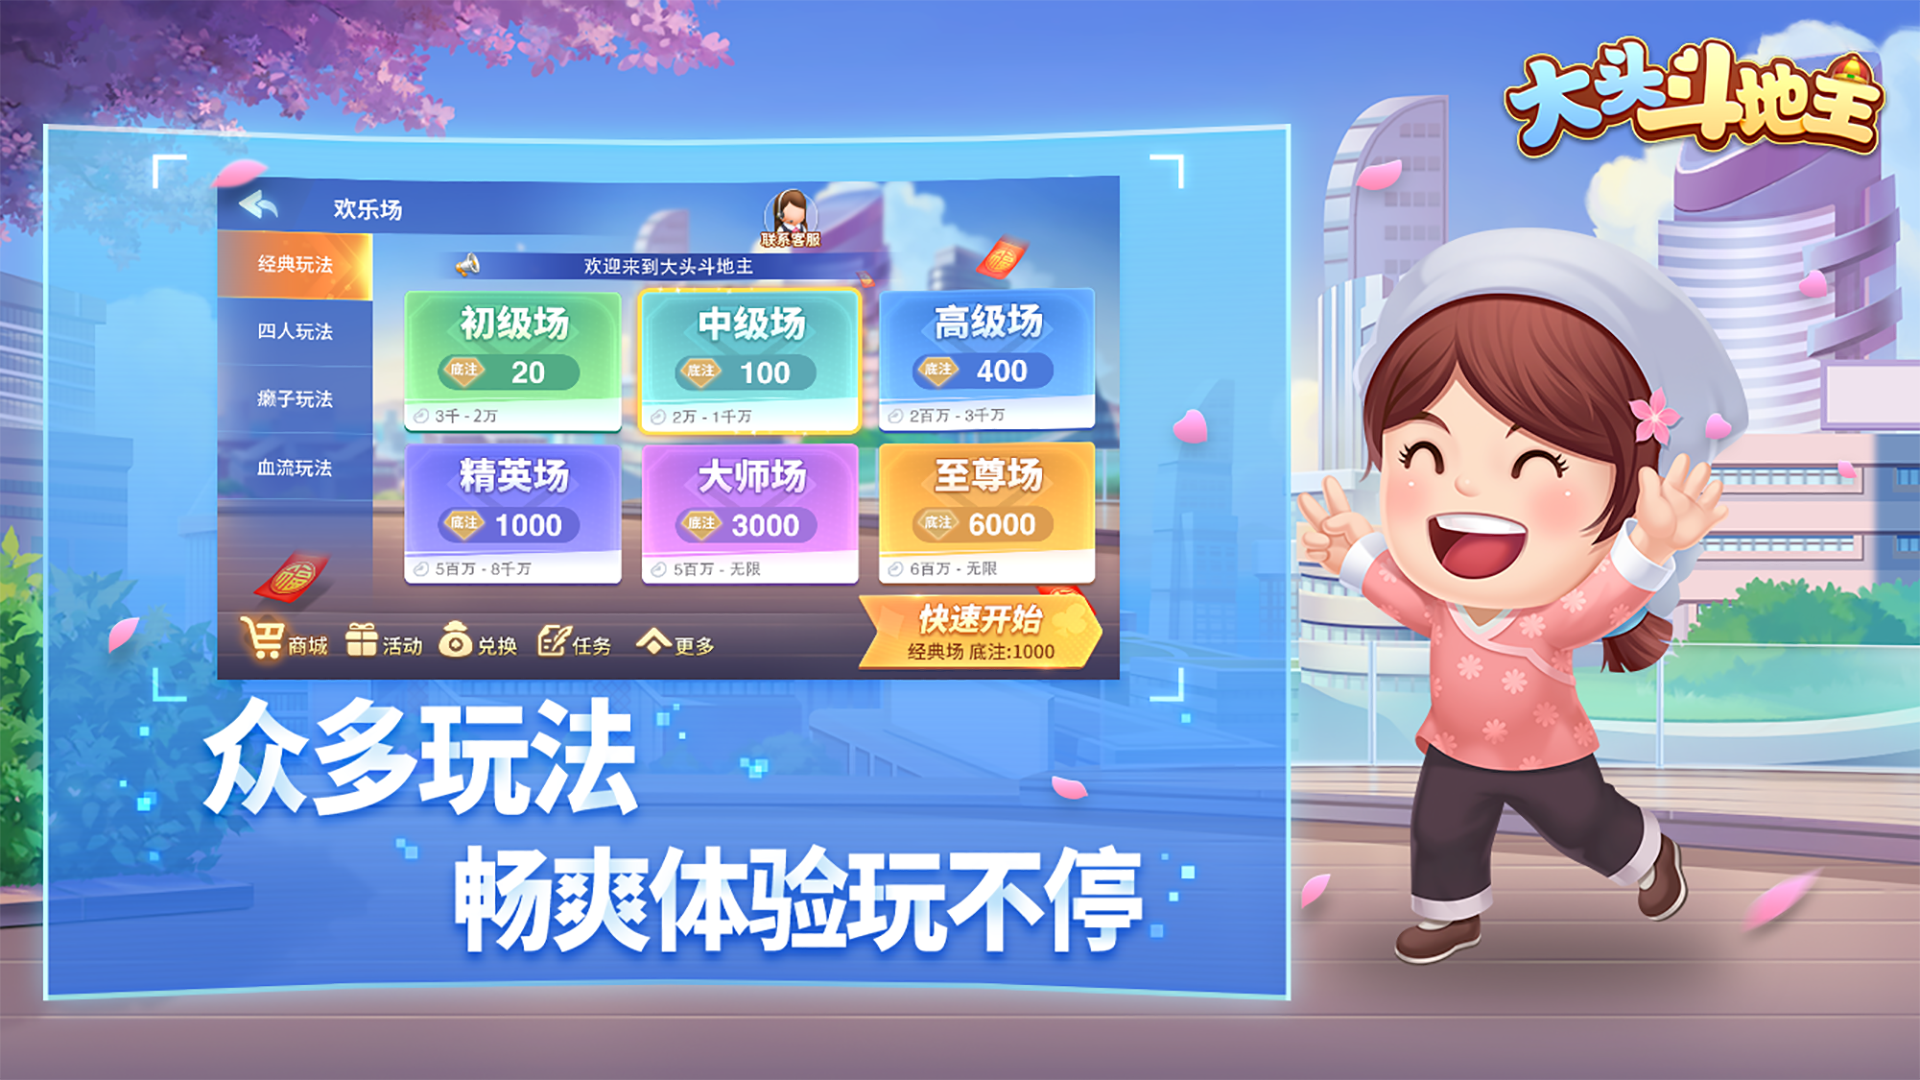 大头斗地主
欢乐场
联系客服
经典玩法
四人玩法
癞子玩法
血流玩法
欢迎来到大头斗地主
福
初级场
底注 20
3千 - 2万
中级场
底注 100
2万 - 1千万
高级场
底注 400
2百万 - 3千万
精英场
底注 1000
5百万 - 8千万
大师场
底注 3000
5百万 - 无限
至尊场
底注 6000
6百万 - 无限
福
商城
活动
兑换
任务
更多
快速开始
经典场 底注:1000
众多玩法
畅爽体验玩不停